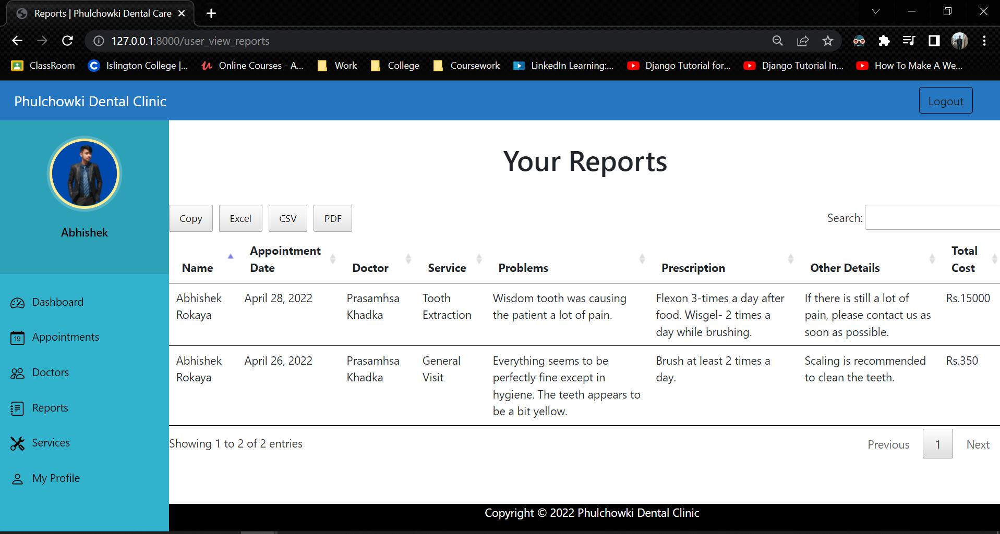 Reports | Phulchowki Dental Care
127.0.0.1:8000/user_view_reports
ClassRoom Islington College |... Online Courses - A... Work College Coursework LinkedIn Learning:... Django Tutorial for... Django Tutorial In... How To Make A We...
Phulchowki Dental Clinic Logout
Abhishek
Dashboard
19 Appointments
Doctors
Reports
Services
My Profile
Your Reports
Copy Excel CSV PDF Search:
Name Appointment Date Doctor Service Problems Prescription Other Details Total Cost
Abhishek April 28, 2022 Prasamhsa Tooth Wisdom tooth was causing Flexon 3-times a day after If there is still a lot of Rs.15000
Rokaya Khadka Extraction the patient a lot of pain. food. Wisgel- 2 times a pain, please contact us as
day while brushing. soon as possible.
Abhishek April 26, 2022 Prasamhsa General Everything seems to be Brush at least 2 times a Scaling is recommended Rs.350
Rokaya Khadka Visit perfectly fine except in day. to clean the teeth.
hygiene. The teeth appears to
be a bit yellow.
Showing 1 to 2 of 2 entries Previous 1 Next
Copyright © 2022 Phulchowki Dental Clinic